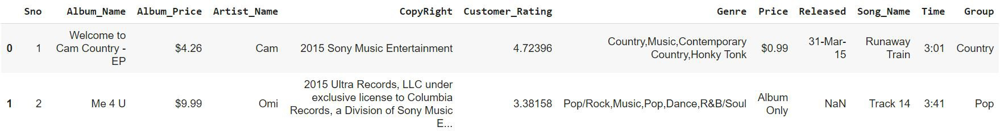 Sno Album_Name Album_Price Artist_Name CopyRight Customer_Rating Genre Price Released Song_Name Time Group
0 1 Welcome to Cam Country - EP $4.26 Cam 2015 Sony Music Entertainment 4.72396 Country,Music,Contemporary Country,Honky Tonk $0.99 31-Mar-15 Runaway Train 3:01 Country
1 2 Me 4 U $9.99 Omi 2015 Ultra Records, LLC under exclusive license to Columbia Records, a Division of Sony Music E... 3.38158 Pop/Rock,Music,Pop,Dance,R&B/Soul Album Only NaN Track 14 3:41 Pop